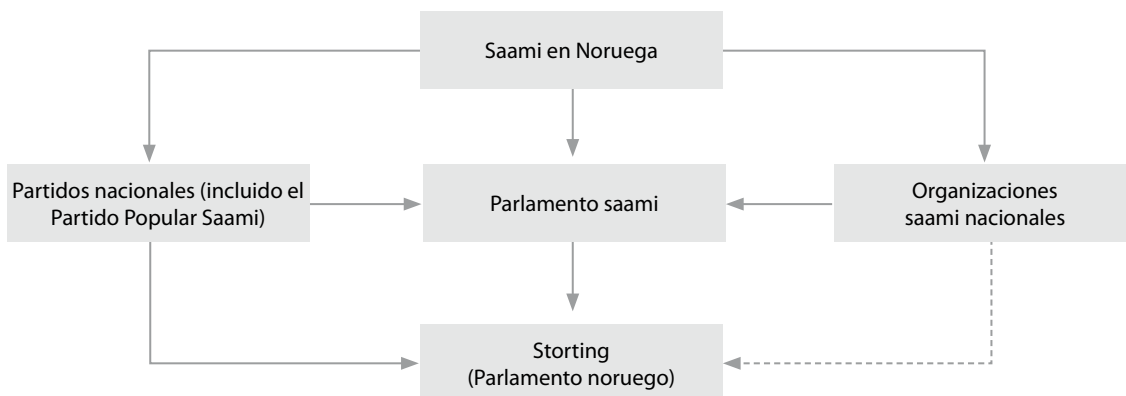 Saami en Noruega
Partidos nacionales (incluido el
Partido Popular Saami)
Parlamento saami
Organizaciones
saami nacionales
Storting
(Parlamento noruego)